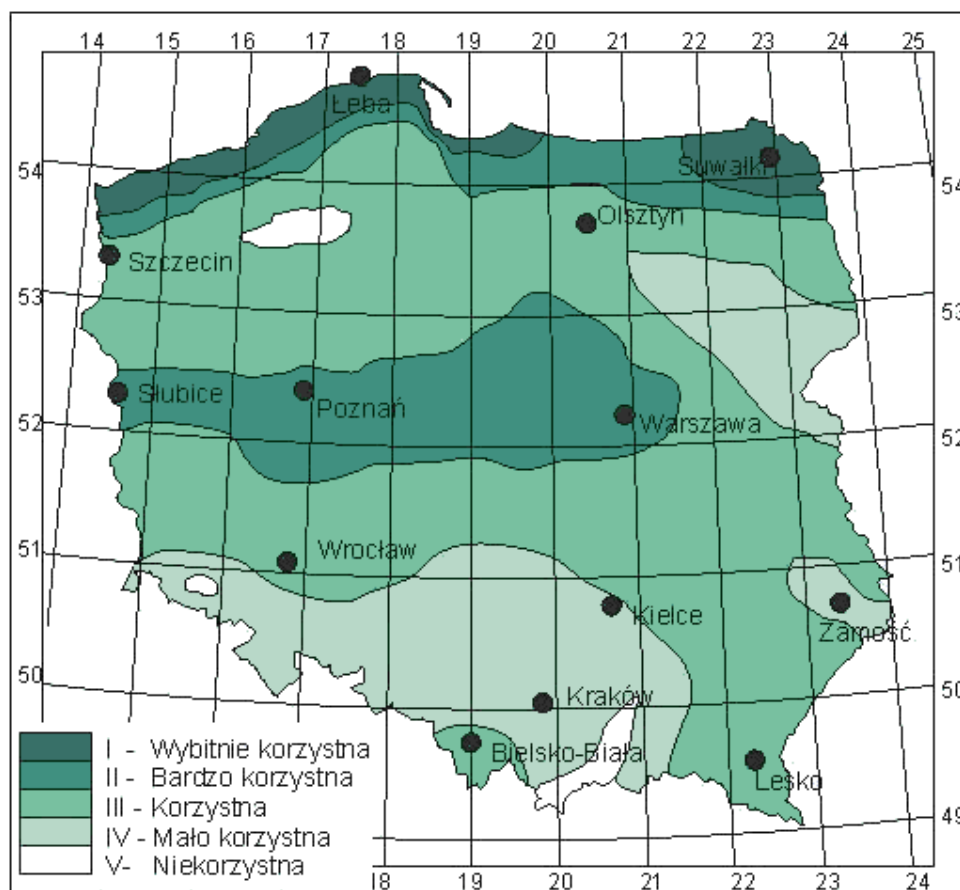 14 15 16 17 18 19 20 21 22 23 24 25
Łeba
54
Suwałki
54
Olsztyn
Szczecin
53
53
Słubice
Poznań
Warszawa
52
52
Wrocław
51
51
Kielce
Zamość
50
Kraków
50
I - Wybitnie korzystna
Bielsko-Biała
II - Bardzo korzystna
Lesko
III - Korzystna
IV - Mało korzystna
49
V- Niekorzystna
18 19 20 21 22 23 24